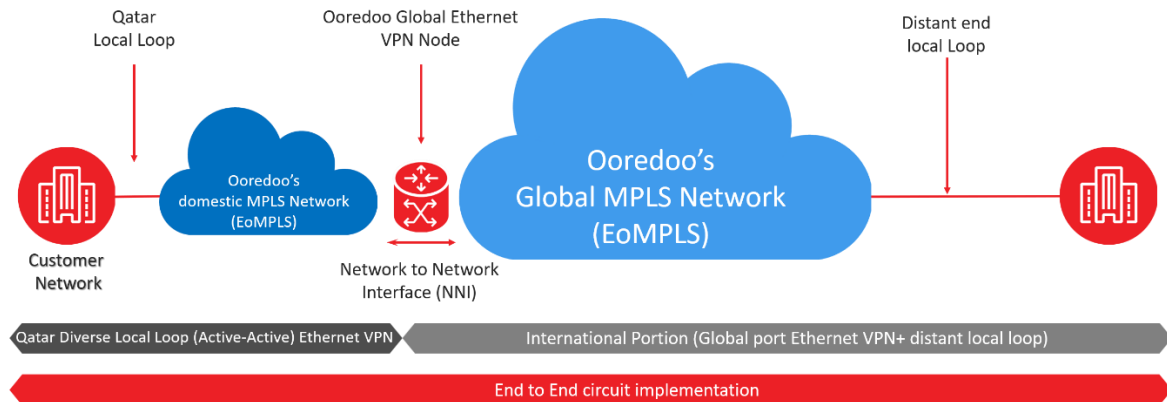 Qatar
Local Loop
Ooredoo Global Ethernet
VPN Node
Distant end
local Loop
Ooredoo's
domestic MPLS Network
(EoMPLS)
Ooredoo's
Global MPLS Network
(EoMPLS)
Customer
Network
Network to Network
Interface (NNI)
Qatar Diverse Local Loop (Active-Active) Ethernet VPN
International Portion (Global port Ethernet VPN+ distant local loop)
End to End circuit implementation